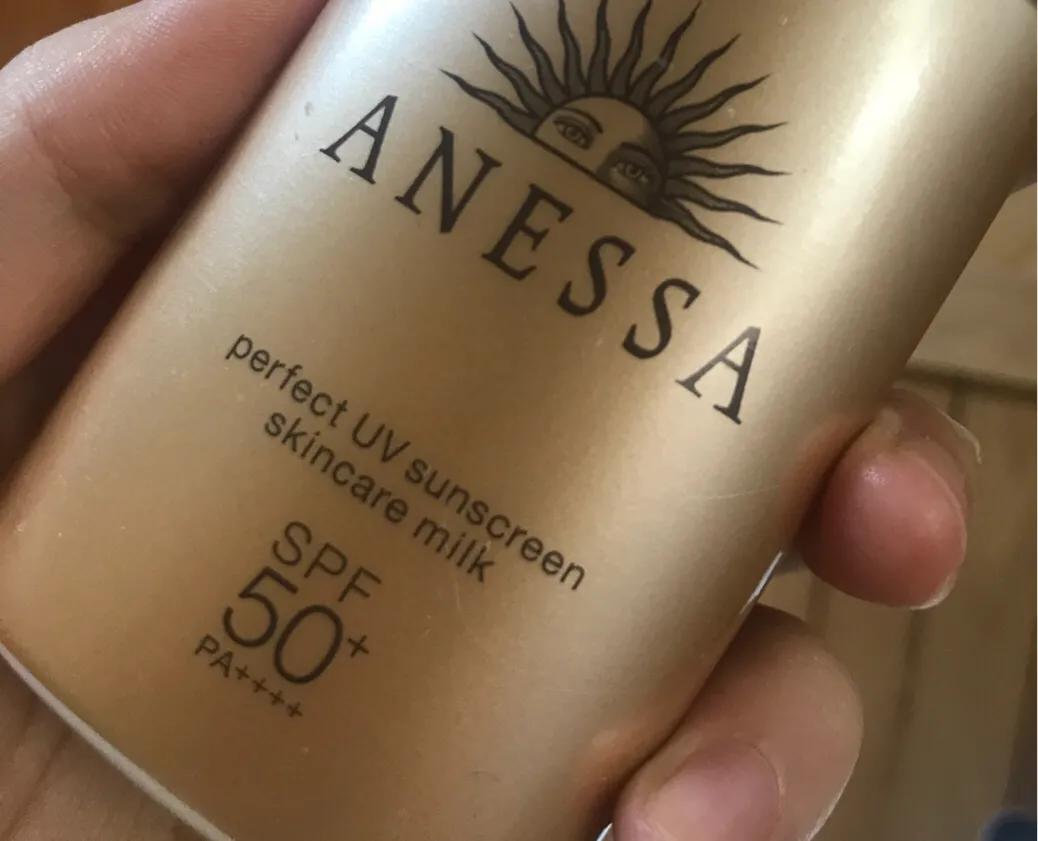 ANESSA
perfect UV sunscreen
skincare milk
SPF
50+
PA++++